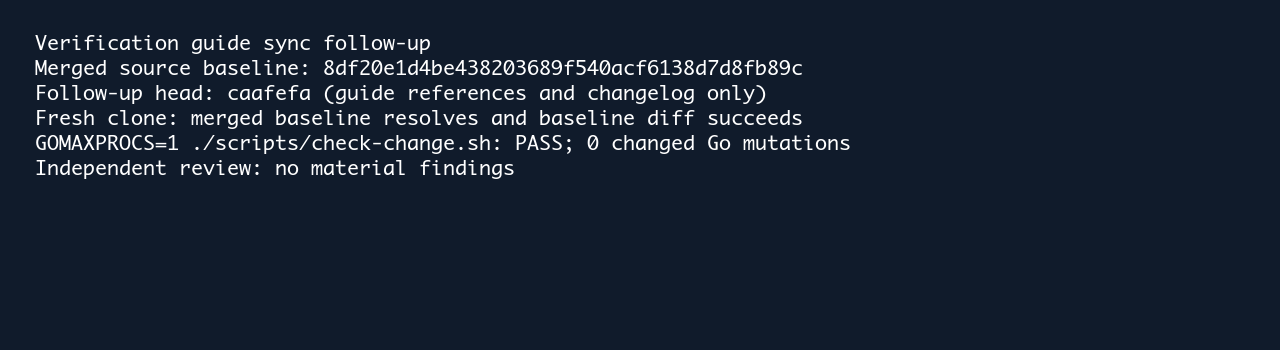 Verification guide sync follow-up
Merged source baseline: 8df20e1d4be438203689f540acf6138d7d8fb89c
Follow-up head: caafefa (guide references and changelog only)
Fresh clone: merged baseline resolves and baseline diff succeeds
GOMAXPROCS=1 ./scripts/check-change.sh: PASS; 0 changed Go mutations
Independent review: no material findings